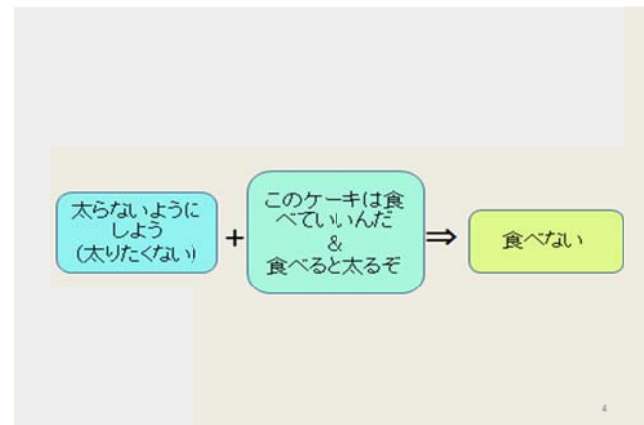 太らないように
しよう
(太りたくない)
+
このケーキは食
べていいんだ
&
食べると太るぞ
⇒
食べない
4